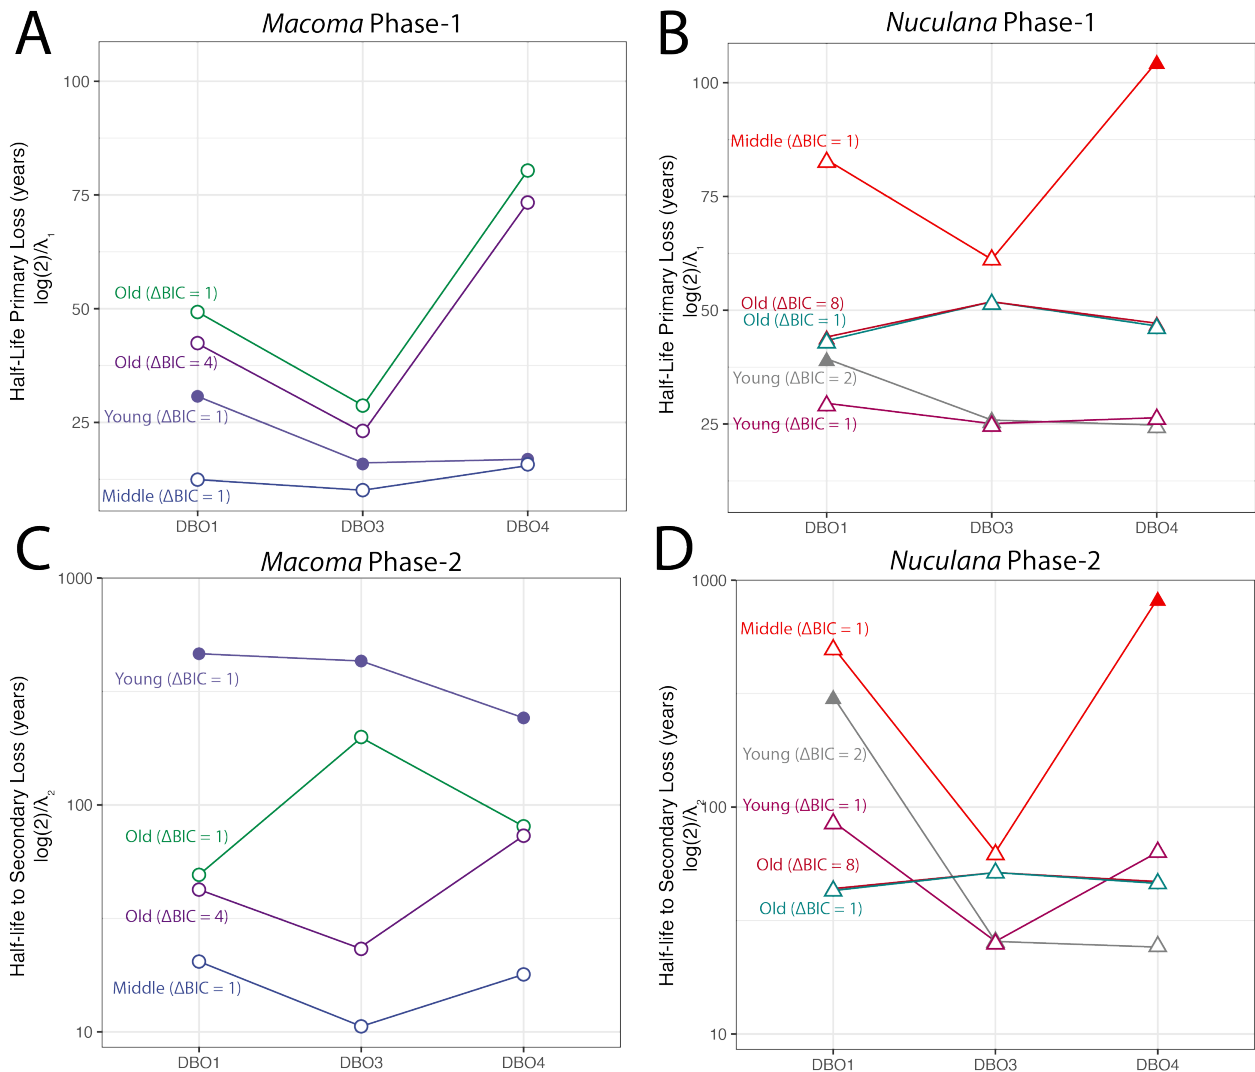 A
Macoma Phase-1
Half-Life Primary Loss (years)
log(2)/λ1
100
75
50
25
Old (ΔBIC = 1)
Old (ΔBIC = 4)
Young (ΔBIC = 1)
Middle (ΔBIC = 1)
DBO1
DBO3
DBO4
B
Nuculana Phase-1
Half-Life Primary Loss (years)
log(2)/λ1
100
75
50
25
Middle (ΔBIC = 1)
Old (ΔBIC = 8)
Old (ΔBIC = 1)
Young (ΔBIC = 2)
Young (ΔBIC = 1)
DBO1
DBO3
DBO4
C
Macoma Phase-2
Half-life to Secondary Loss (years)
log(2)/λ2
1000
100
10
Young (ΔBIC = 1)
Old (ΔBIC = 1)
Old (ΔBIC = 4)
Middle (ΔBIC = 1)
DBO1
DBO3
DBO4
D
Nuculana Phase-2
Half-life to Secondary Loss (years)
log(2)/λ2
1000
100
10
Middle (ΔBIC = 1)
Young (ΔBIC = 2)
Young (ΔBIC = 1)
Old (ΔBIC = 8)
Old (ΔBIC = 1)
DBO1
DBO3
DBO4